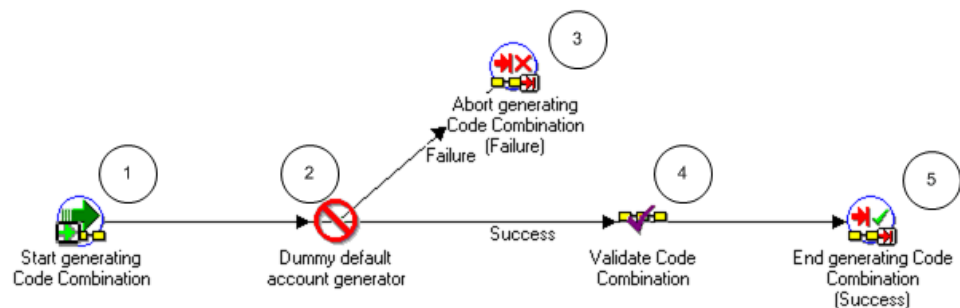 3
Abort generating
Code Combination
(Failure)
Failure
1
2
4
5
Success
Start generating
Code Combination
Dummy default
account generator
Validate Code
Combination
End generating Code
Combination
(Success)